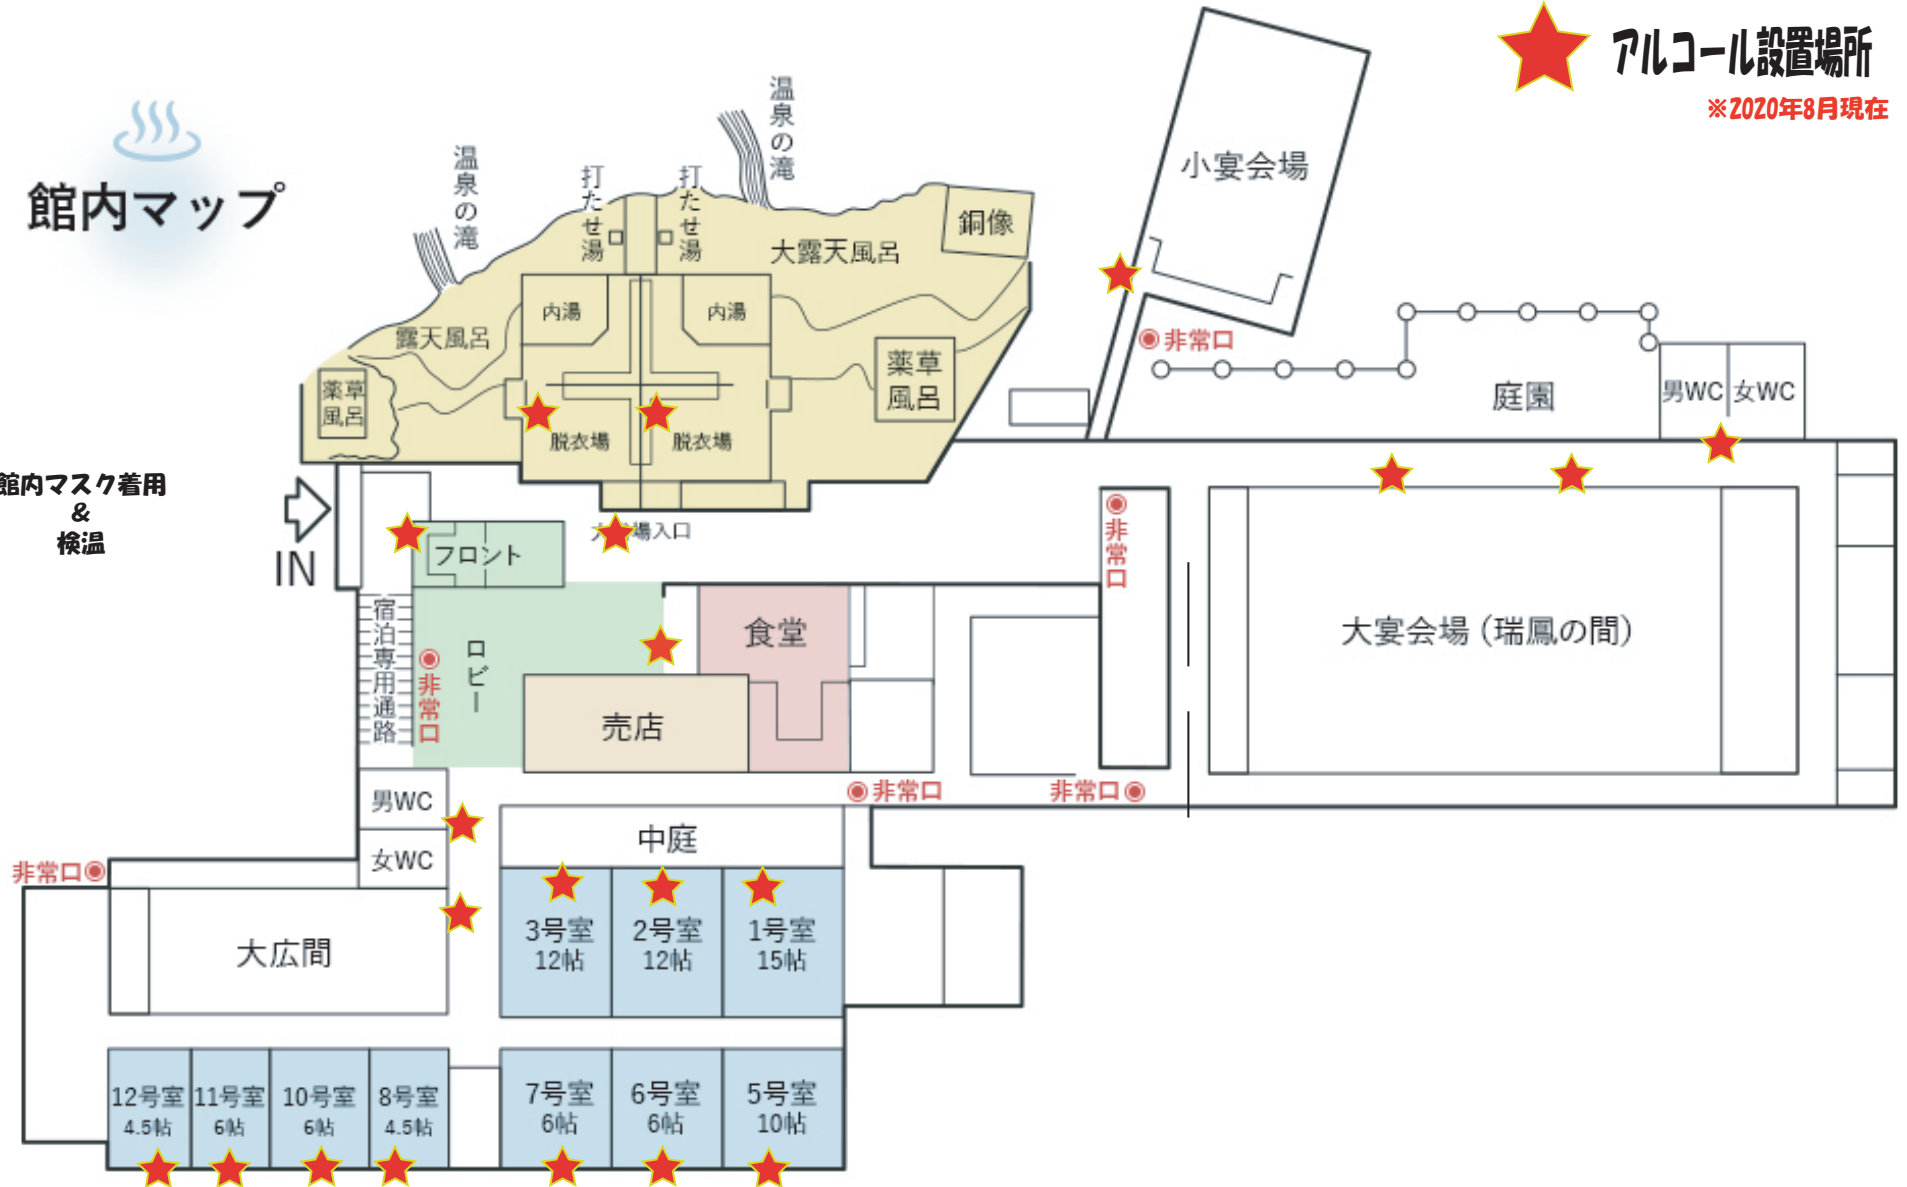 アルコール設置場所
※2020年8月現在
館内マップ
温泉の滝
温泉の滝
打たせ湯
打たせ湯
大露天風呂
銅像
小宴会場
内湯
内湯
露天風呂
薬草
風呂
薬草
風呂
脱衣場
脱衣場
非常口
庭園
男WC
女WC
館内マスク着用
&
検温
IN
フロント
場入口
非常口
宿泊専用通路
非常口
ロビー
食堂
売店
大宴会場（瑞鳳の間）
非常口
非常口
男WC
女WC
中庭
非常口
大広間
3号室
12帖
2号室
12帖
1号室
15帖
12号室
4.5帖
11号室
6帖
10号室
6帖
8号室
4.5帖
7号室
6帖
6号室
6帖
5号室
10帖